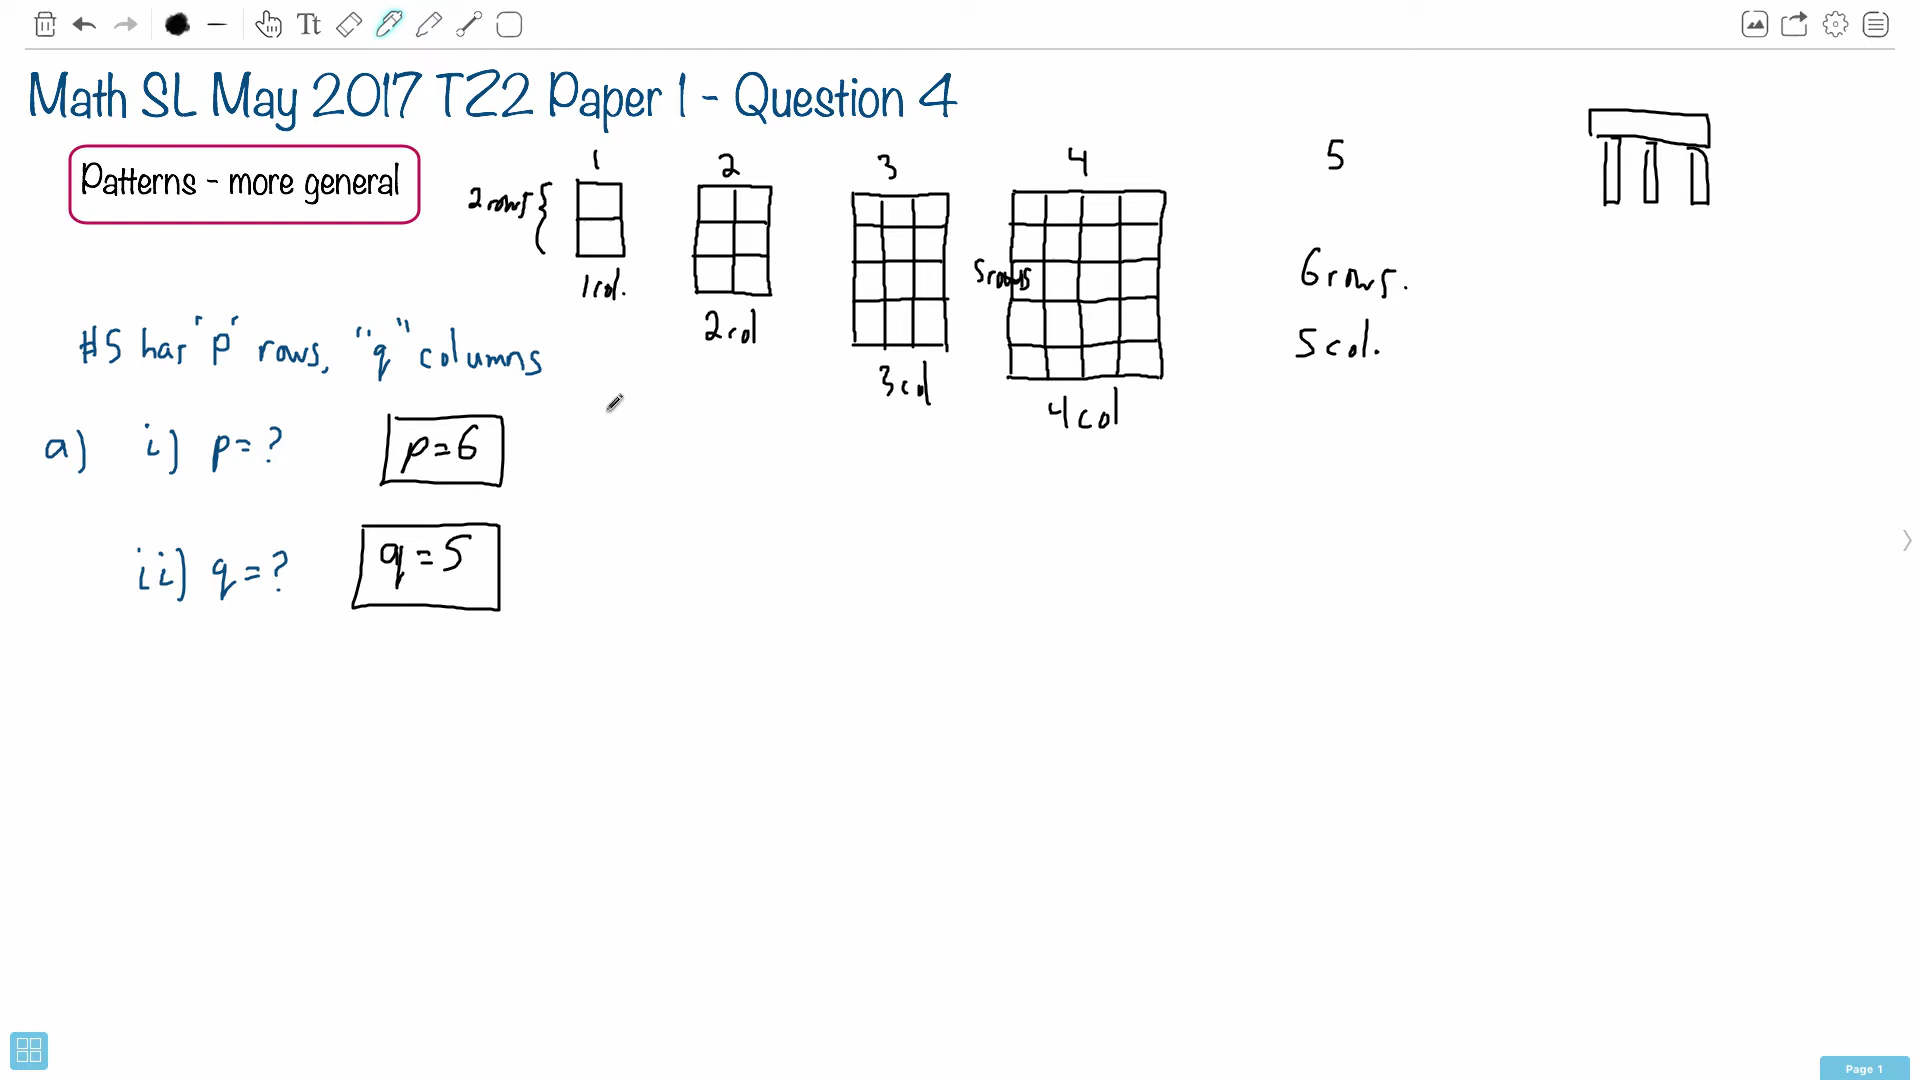 Tt
Math SL May 2017 TZ2 Paper 1 - Question 4
Patterns - more general
1 2 3 4 5
2 rows
5 rows
6 rows.
5 col.
1 col.
2 col
3 col
4 col
#5 has "p" rows, "q" columns
a) i) p=? p=6
ii) q=? q=5
Page 1